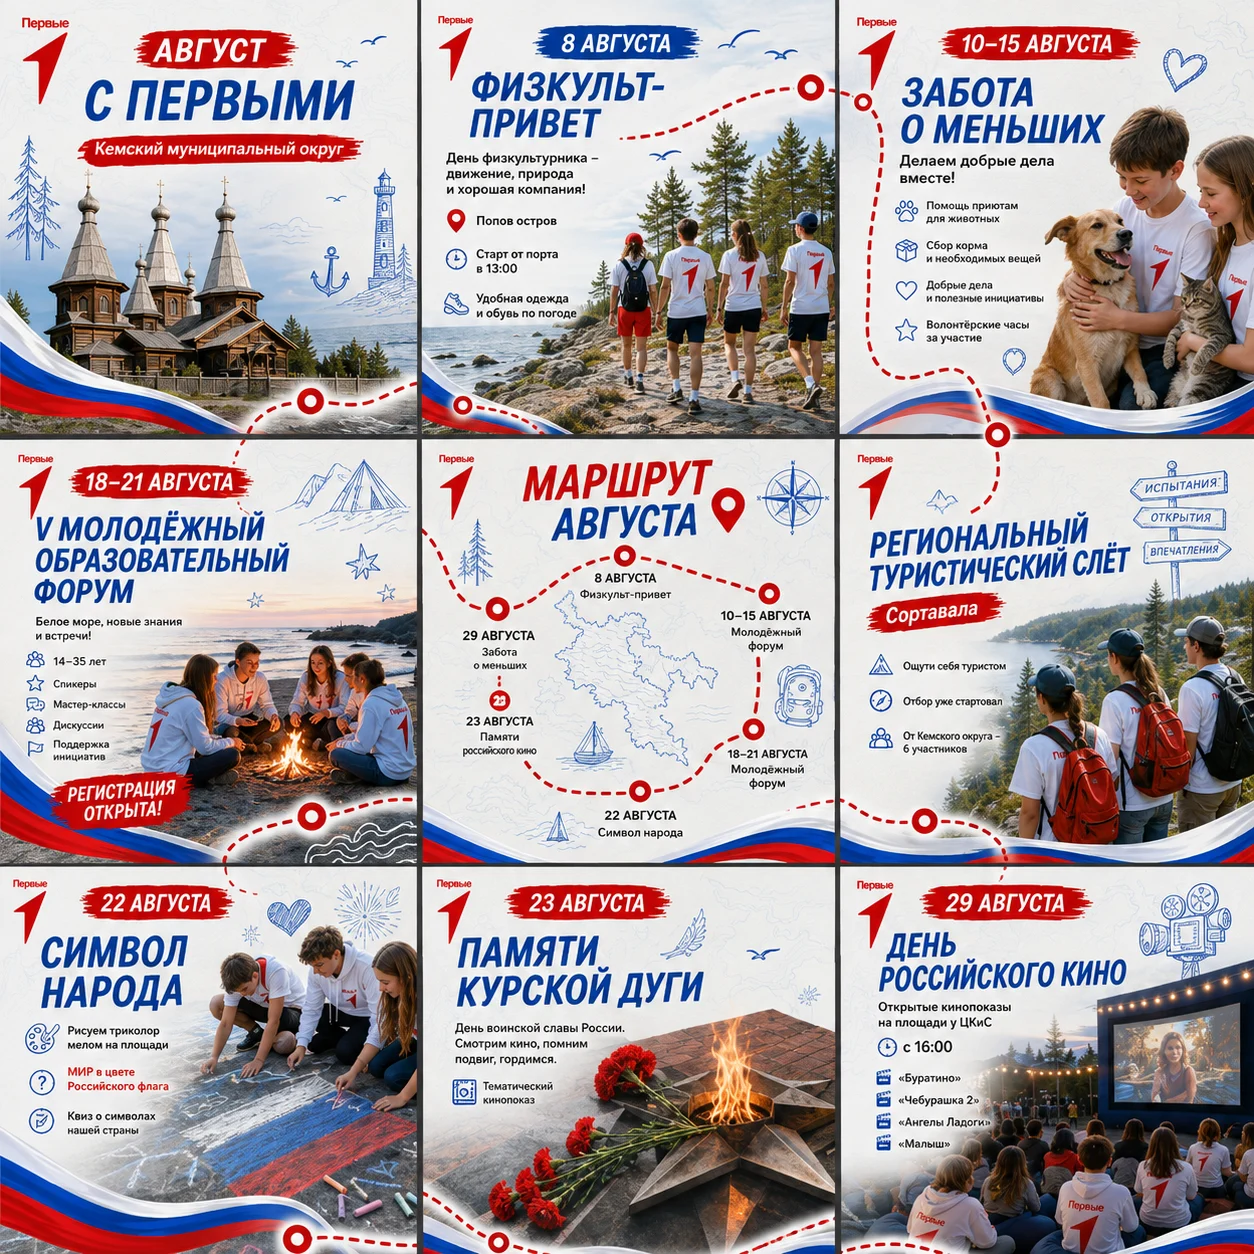 Первые
АВГУСТ
С ПЕРВЫМИ
Кемский муниципальный округ
Первые
8 АВГУСТА
ФИЗКУЛЬТ-
ПРИВЕТ
День физкультурника –
движение, природа
и хорошая компания!
Попов остров
Старт от порта
в 13:00
Удобная одежда
и обувь по погоде
Первые
10–15 АВГУСТА
ЗАБОТА
О МЕНЬШИХ
Делаем добрые дела
вместе!
Помощь приютам
для животных
Сбор корма
и необходимых вещей
Добрые дела
и полезные инициативы
Волонтёрские часы
за участие
Первые
18–21 АВГУСТА
V МОЛОДЁЖНЫЙ
ОБРАЗОВАТЕЛЬНЫЙ
ФОРУМ
Белое море, новые знания
и встречи!
14–35 лет
Спикеры
Мастер-классы
Дискуссии
Поддержка
инициатив
РЕГИСТРАЦИЯ
ОТКРЫТА!
Первые
МАРШРУТ
АВГУСТА
8 АВГУСТА
Физкульт-привет
10–15 АВГУСТА
Молодёжный
форум
29 АВГУСТА
Забота
о меньших
23 АВГУСТА
Памяти
российского кино
18–21 АВГУСТА
Молодёжный
форум
22 АВГУСТА
Символ народа
Первые
ИСПЫТАНИЯ
ОТКРЫТИЯ
ВПЕЧАТЛЕНИЯ
РЕГИОНАЛЬНЫЙ
ТУРИСТИЧЕСКИЙ СЛЁТ
Сортавала
Ощути себя туристом
Отбор уже стартовал
От Кемского округа –
6 участников
Первые
22 АВГУСТА
СИМВОЛ
НАРОДА
Рисуем триколор
мелом на площади
МИР в цвете
Российского флага
Квиз о символах
нашей страны
Первые
23 АВГУСТА
ПАМЯТИ
КУРСКОЙ ДУГИ
День воинской славы России.
Смотрим кино, помним
подвиг, гордимся.
Тематический
кинопоказ
Первые
29 АВГУСТА
ДЕНЬ
РОССИЙСКОГО КИНО
Открытые кинопоказы
на площади у ЦКиС
с 16:00
«Буратино»
«Чебурашка 2»
«Ангелы Ладоги»
«Малыш»